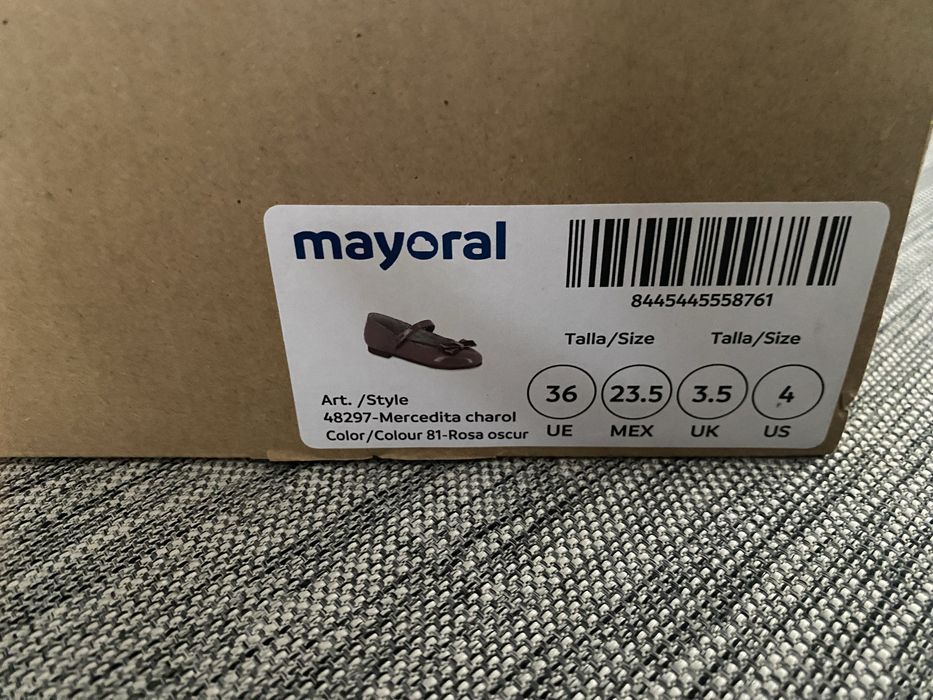 mayoral
8445445558761
Talla/Size Talla/Size
36 23.5 3.5 4
UE MEX UK US
Art. /Style
48297-Mercedita charol
Color/Colour 81-Rosa oscur